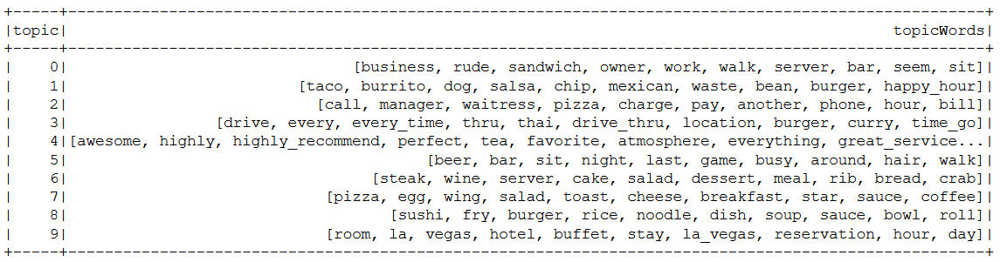 +-----+----------------------------------------------------------------------------------------+
|topic|                                                                              topicWords|
+-----+----------------------------------------------------------------------------------------+
|    0|                            [business, rude, sandwich, owner, work, walk, server, bar, seem, sit]|
|    1|                      [taco, burrito, dog, salsa, chip, mexican, waste, bean, burger, happy_hour]|
|    2|                        [call, manager, waitress, pizza, charge, pay, another, phone, hour, bill]|
|    3|              [drive, every, every_time, thru, thai, drive_thru, location, burger, curry, time_go]|
|    4|[awesome, highly, highly_recommend, perfect, tea, favorite, atmosphere, everything, great_service...|
|    5|                                   [beer, bar, sit, night, last, game, busy, around, hair, walk]|
|    6|                             [steak, wine, server, cake, salad, dessert, meal, rib, bread, crab]|
|    7|                         [pizza, egg, wing, salad, toast, cheese, breakfast, star, sauce, coffee]|
|    8|                               [sushi, fry, burger, rice, noodle, dish, soup, sauce, bowl, roll]|
|    9|                         [room, la, vegas, hotel, buffet, stay, la_vegas, reservation, hour, day]|
+-----+----------------------------------------------------------------------------------------+